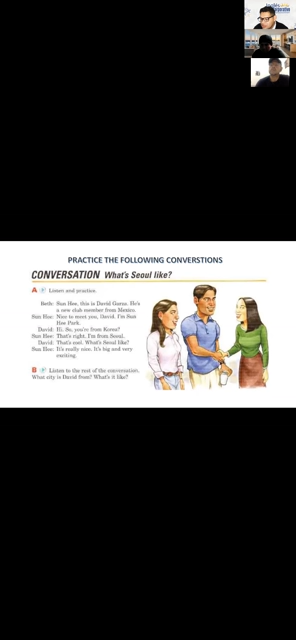 Inglés
Corporativo
PRACTICE THE FOLLOWING CONVERSTIONS
CONVERSATION What's Seoul like?
A Listen and practice.
Beth: Sun Hee, this is David Garza. He's
a new club member from Mexico.
Sun Hee: Nice to meet you, David. I'm Sun
Hee Park.
David: Hi. So, you're from Korea?
Sun Hee: That's right. I'm from Seoul.
David: That's cool. What's Seoul like?
Sun Hee: It's really nice. It's big and very
exciting.
B Listen to the rest of the conversation.
What city is David from? What's it like?